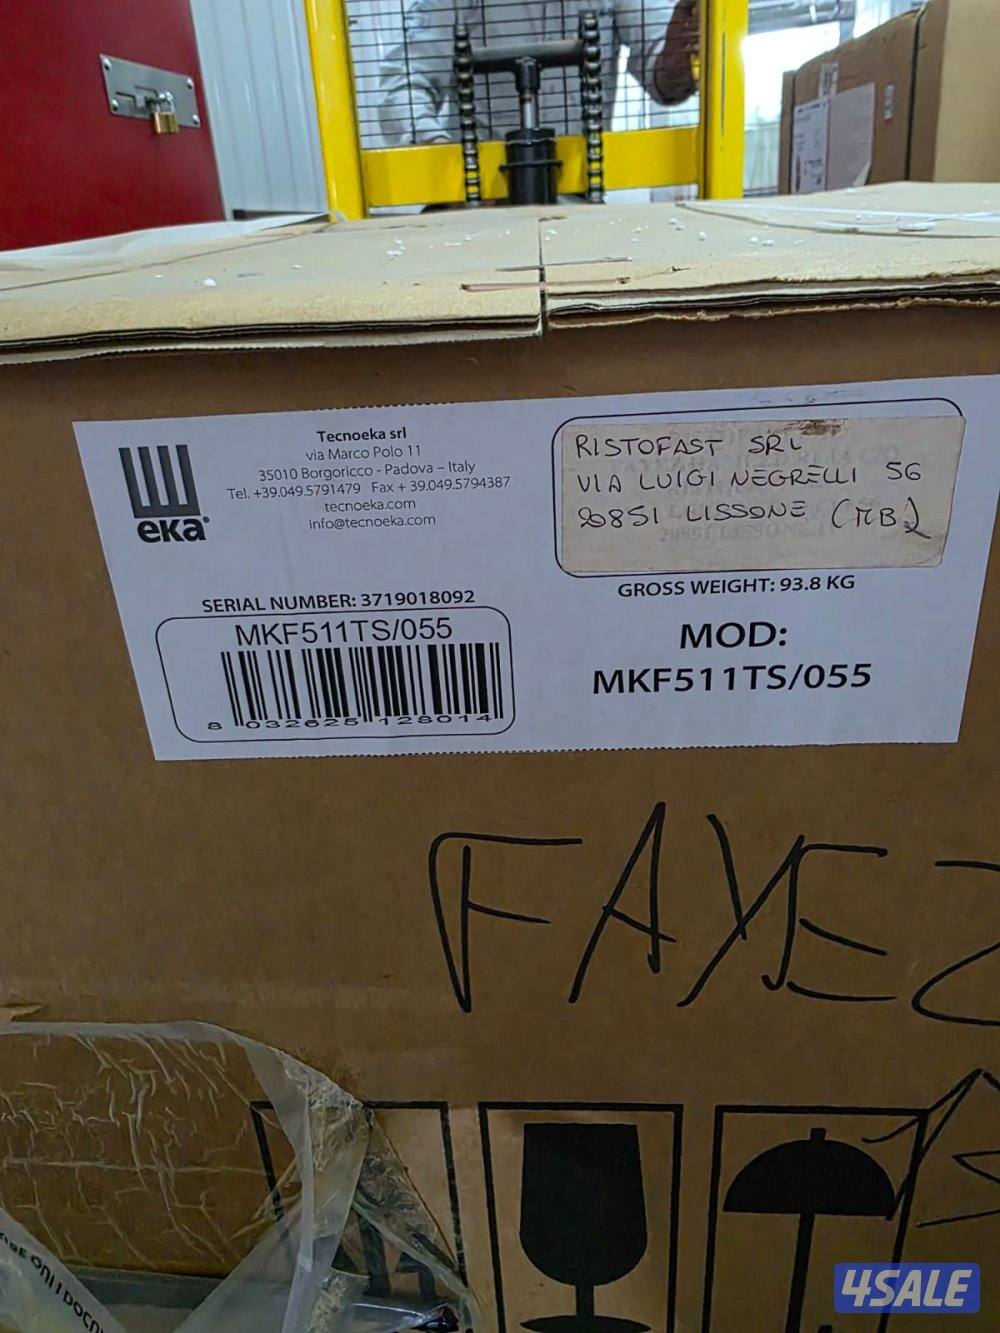 eka
Tecnoeka srl
via Marco Polo 11
35010 Borgoricco - Padova – Italy
Tel. +39.049.5791479 Fax + 39.049.5794387
tecnoeka.com
info@tecnoeka.com
RISTOFAST SRL
VIA LUIGI NEGRELLI 56
20851 LISSONE (MB)
GROSS WEIGHT: 93.8 KG
SERIAL NUMBER: 3719018092
MKF511TS/055
8 032625 128014
MOD:
MKF511TS/055
FAYEZ
4SALE